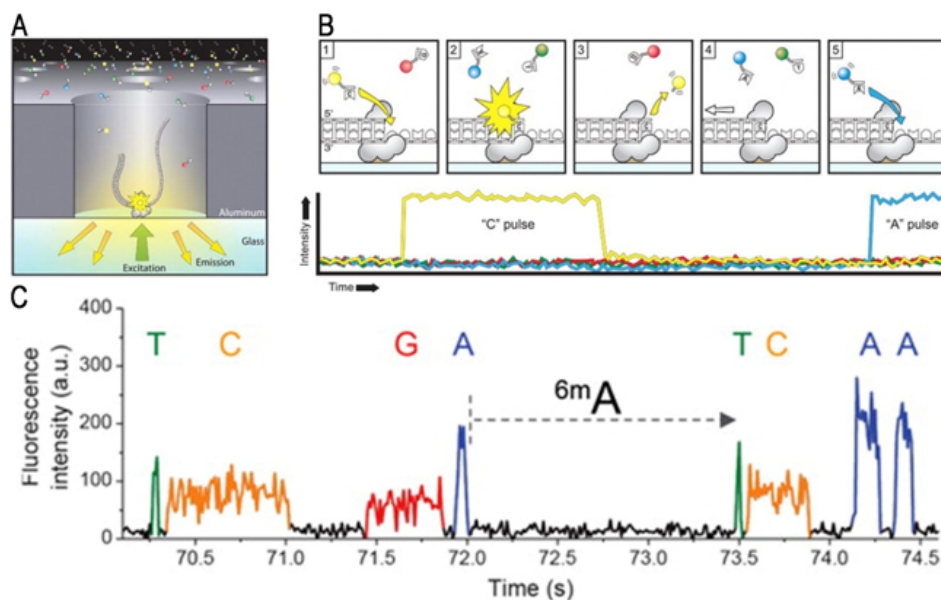 A
Aluminum
Glass
Excitation
Emission
B
1
2
3
4
5
5'
3'
Intensity
"C" pulse
"A" pulse
Time
C
400
300
200
100
0
Fluorescence
intensity (a.u.)
T C G A T C A A
6mA
70.5 71.0 71.5 72.0 72.5 73.0 73.5 74.0 74.5
Time (s)